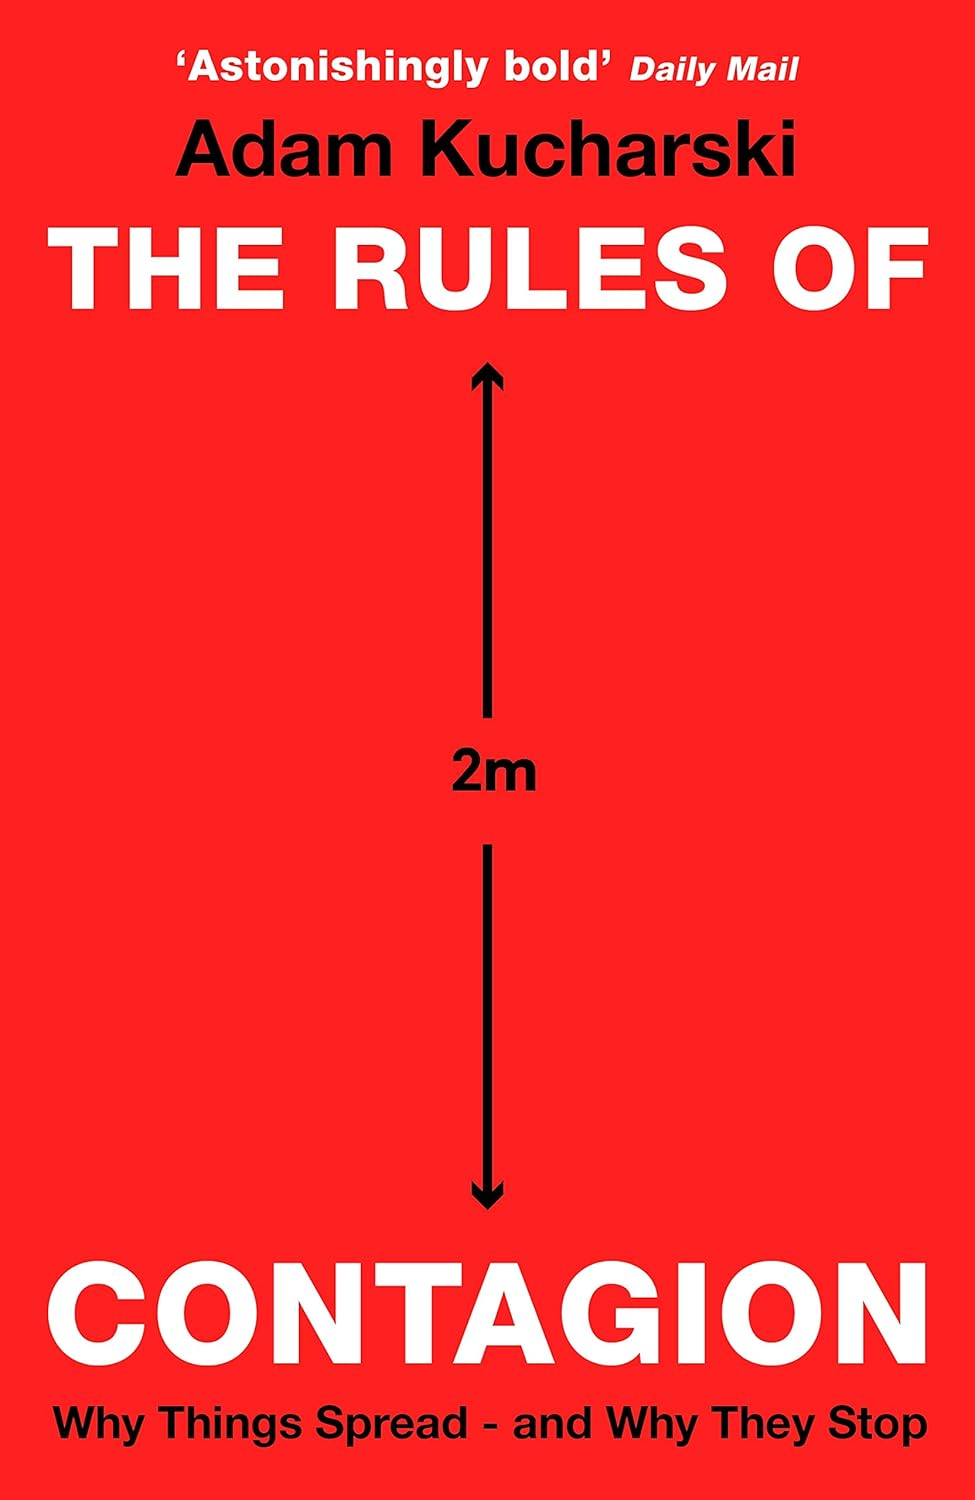 ‘Astonishingly bold’ Daily Mail
Adam Kucharski
THE RULES OF
2m
CONTAGION
Why Things Spread - and Why They Stop